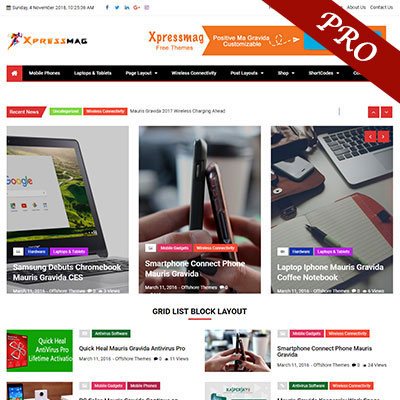 Sunday, 4 November 2018, 10:25:36 AM
About Us
Contact Us
PRO
XPRESSMAG
Xpressmag
Free Themes
Positive Ma Gravida
Customizable
Mobile Phones
Laptops & Tablets
Page Layout
Wireless Connectivity
Post Layouts
Shop
ShortCodes
Recent News
Uncategorized
Wireless Connectivity
Mauris Gravida 2017 Wireless Charging Ahead
Google
Hardware
Laptops & Tablets
Samsung Debuts Chromebook
Mauris Gravida CES
March 11, 2016 - Offshore Themes 0 6 Views
Mobile Gadgets
Wireless Connectivity
Smartphone Connect Phone
Mauris Gravida
March 11, 2016 - Offshore Themes 0
Hardware
Laptops & Tablets
Laptop Iphone Mauris Gravida
Coffee Notebook
March 11, 2016 - Offshore Themes 0 5 Views
GRID LIST BLOCK LAYOUT
Quick Heal
AntiVirus Pro
Lifetime Activation
Antivirus Software
Quick Heal Mauris Gravida Antivirus Pro
March 11, 2016 - Offshore Themes 0 11 Views
Mobile Gadgets
Wireless Connectivity
Smartphone Connect Phone Mauris
Gravida
March 11, 2016 - Offshore Themes 0 24 Views
Mobile Gadgets
Mobile Phones
KASPERSKY
Antivirus Software